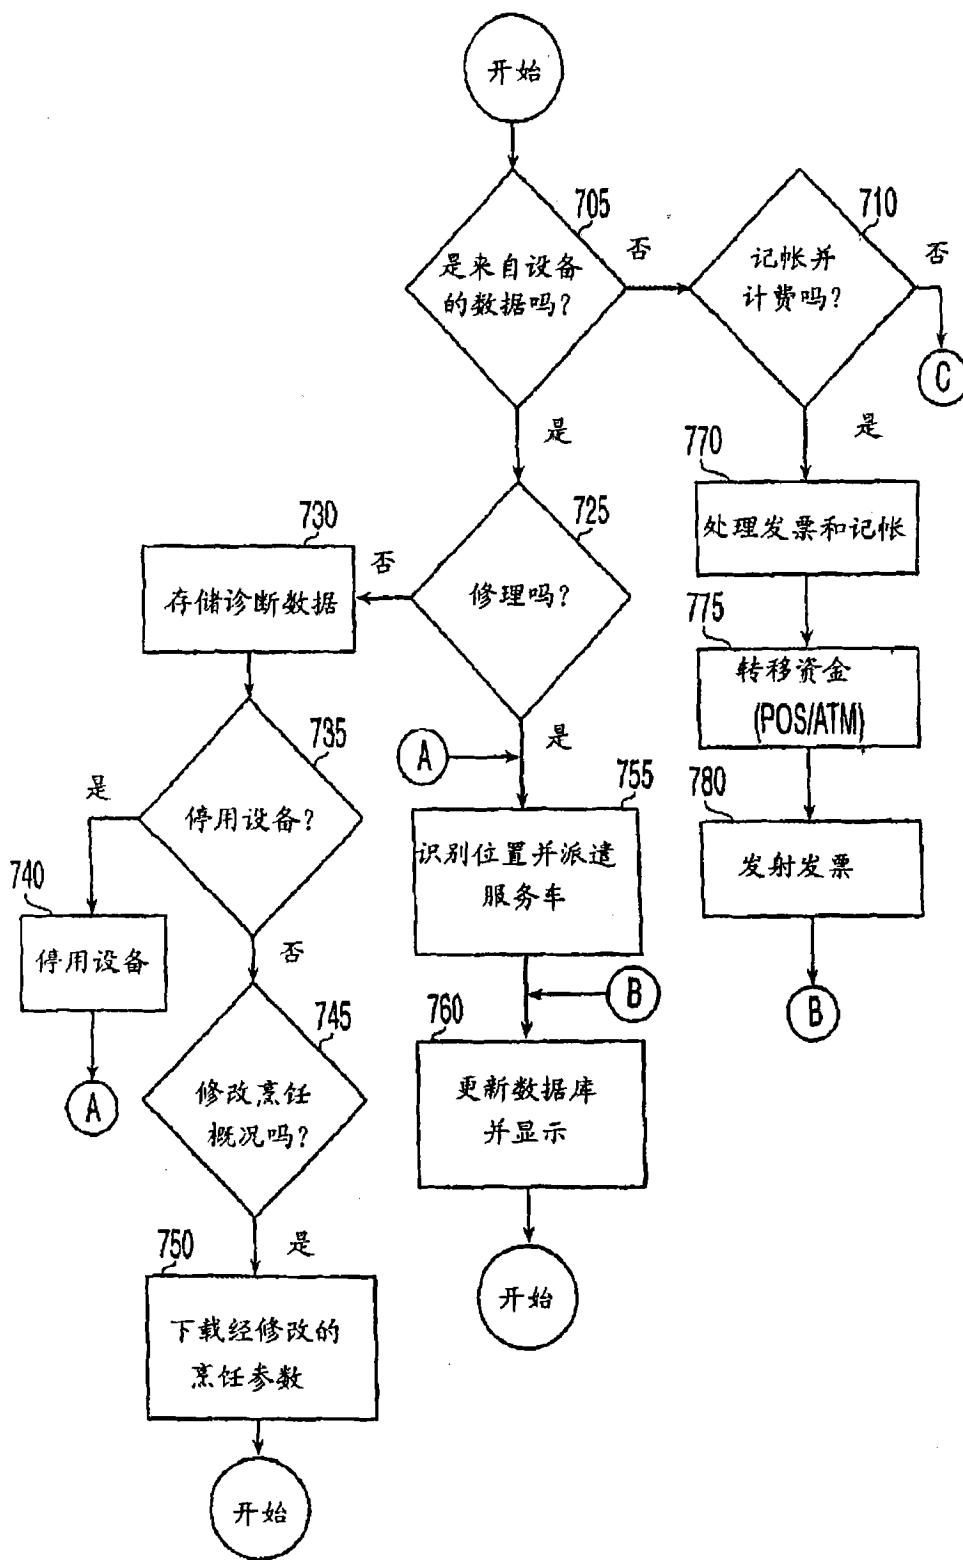 开始
705
是来自设备
的数据吗?
否
710
记帐并
计费吗?
否
C
是
是
770
处理发票和记帐
725
修理吗?
730
否
存储诊断数据
775
转移资金
(POS/ATM)
735
停用设备?
是
A
是
755
识别位置并派遣
服务车
780
发射发票
740
停用设备
否
B
B
745
修改烹饪
概况吗?
A
760
更新数据库
并显示
750
是
下载经修改的
烹饪参数
开始
开始